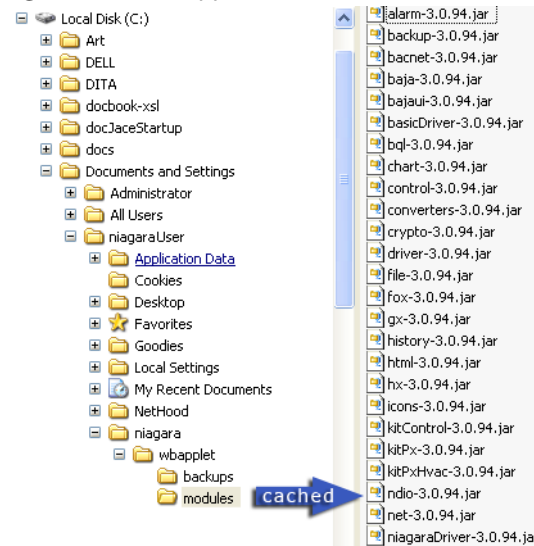 Local Disk (C:)
Art
DELL
DITA
docbook-xsl
docJaceStartup
docs
Documents and Settings
Administrator
All Users
niagaraUser
Application Data
Cookies
Desktop
Favorites
Goodies
Local Settings
My Recent Documents
NetHood
niagara
wbapplet
backups
modules
cached
alarm-3.0.94.jar
backup-3.0.94.jar
bacnet-3.0.94.jar
baja-3.0.94.jar
bajaui-3.0.94.jar
basicDriver-3.0.94.jar
bql-3.0.94.jar
chart-3.0.94.jar
control-3.0.94.jar
converters-3.0.94.jar
crypto-3.0.94.jar
driver-3.0.94.jar
file-3.0.94.jar
fox-3.0.94.jar
gx-3.0.94.jar
history-3.0.94.jar
html-3.0.94.jar
hx-3.0.94.jar
icons-3.0.94.jar
kitControl-3.0.94.jar
kitPx-3.0.94.jar
kitPxHvac-3.0.94.jar
ndio-3.0.94.jar
net-3.0.94.jar
niagaraDriver-3.0.94.ja